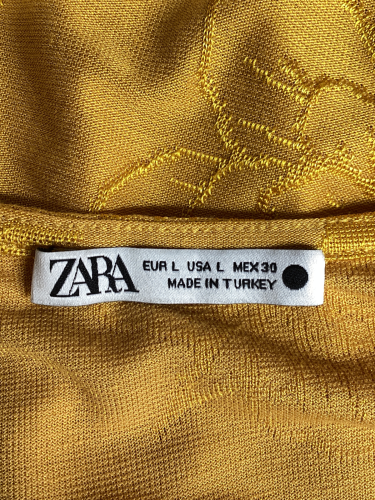 ZARA
EUR L USA L MEX 30
MADE IN TURKEY